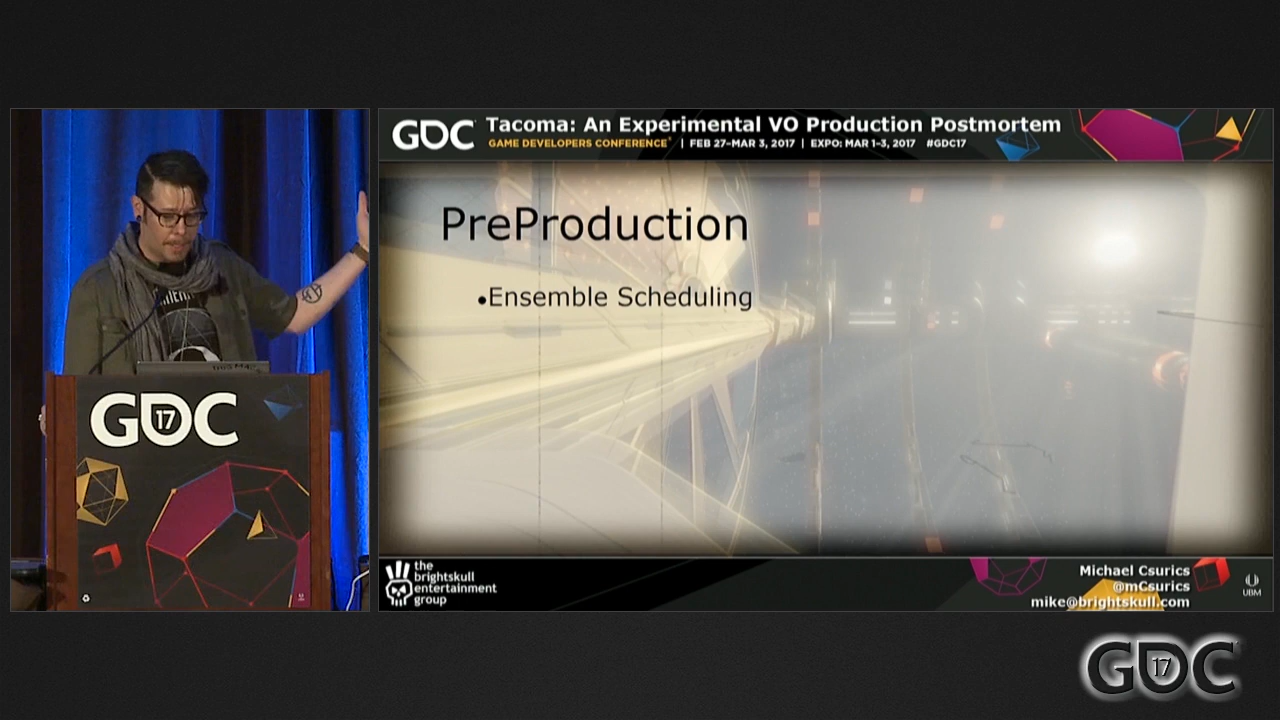 GDC
Tacoma: An Experimental VO Production Postmortem
GAME DEVELOPERS CONFERENCE® | FEB 27–MAR 3, 2017 | EXPO: MAR 1–3, 2017 #GDC17
PreProduction
•Ensemble Scheduling
GDC
17
the
brightskull
entertainment
group
Michael Csurics
@mCsurics
mike@brightskull.com
UBM
GDC
17